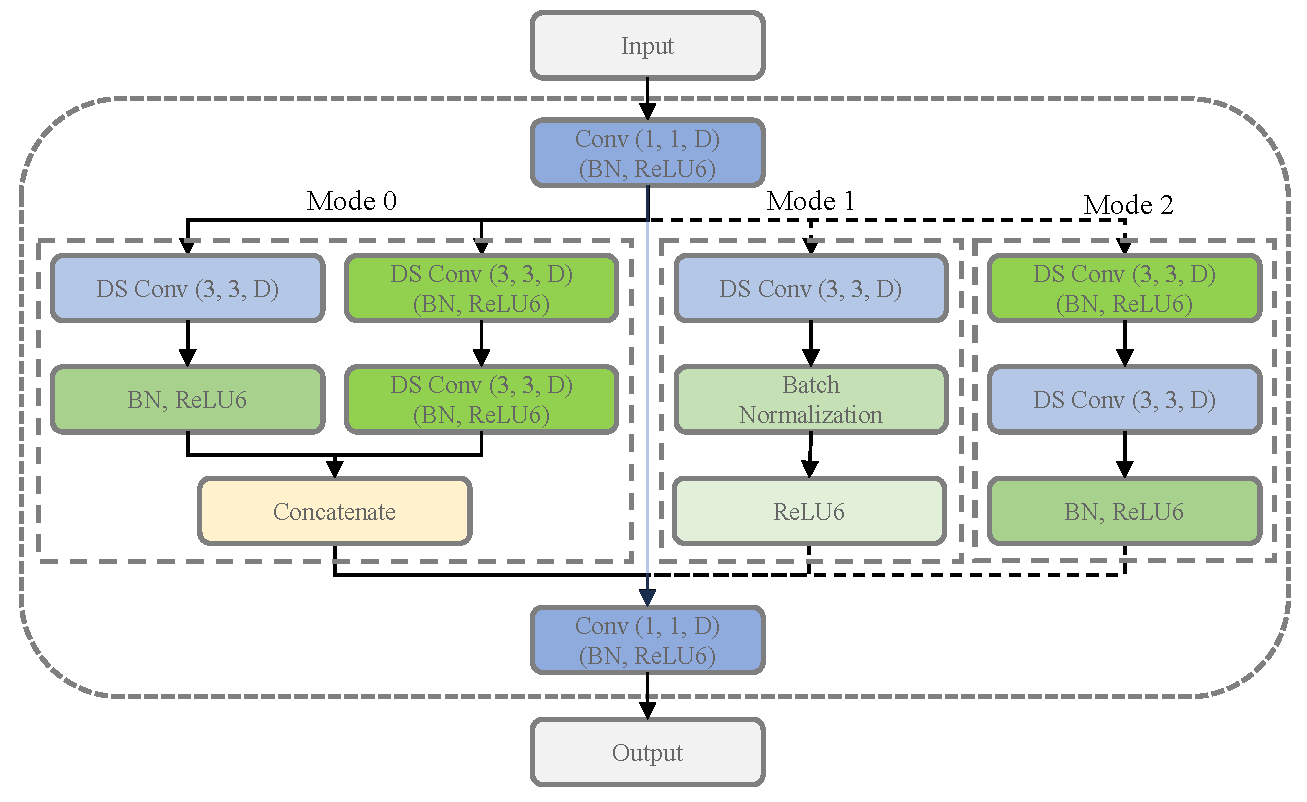 Input
Conv (1, 1, D)
(BN, ReLU6)
Mode 0
Mode 1
Mode 2
DS Conv (3, 3, D)
DS Conv (3, 3, D)
(BN, ReLU6)
DS Conv (3, 3, D)
DS Conv (3, 3, D)
(BN, ReLU6)
BN, ReLU6
DS Conv (3, 3, D)
(BN, ReLU6)
Batch
Normalization
DS Conv (3, 3, D)
Concatenate
ReLU6
BN, ReLU6
Conv (1, 1, D)
(BN, ReLU6)
Output